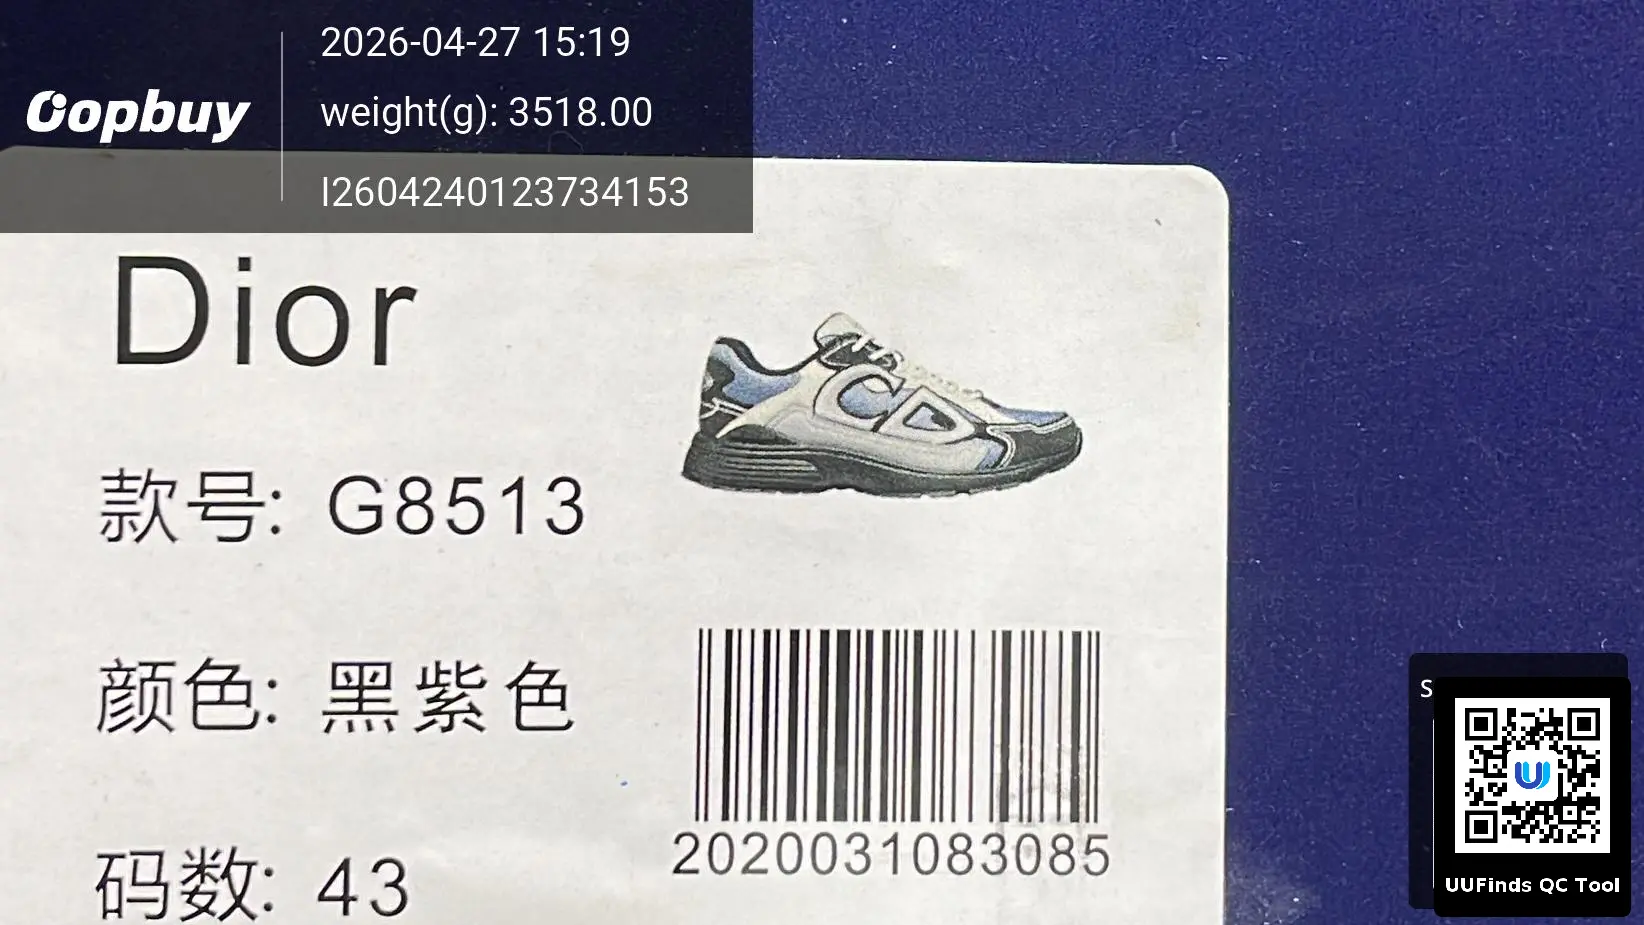 Oopbuy
2026-04-27 15:19
weight(g): 3518.00
I2604240123734153
Dior
CD
款号: G8513
颜色: 黑紫色
码数: 43
2020031083085
S
UUFinds QC Tool